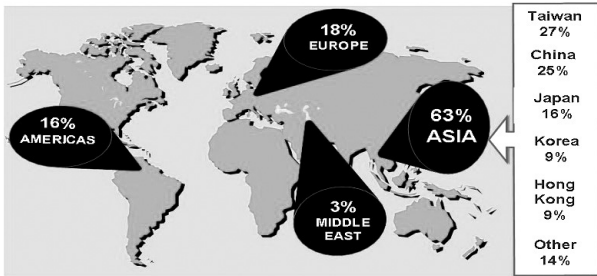 18%
EUROPE
16%
AMERICAS
63%
ASIA
3%
MIDDLE
EAST
Taiwan
27%
China
25%
Japan
16%
Korea
9%
Hong
Kong
9%
Other
14%